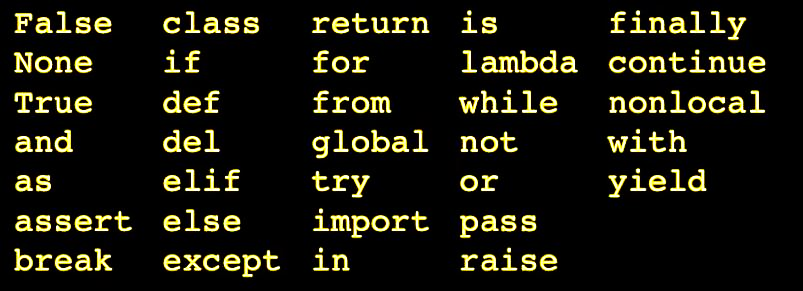 False class return is finally
None if for lambda continue
True def from while nonlocal
and del global not with
as elif try or yield
assert else import pass
break except in raise